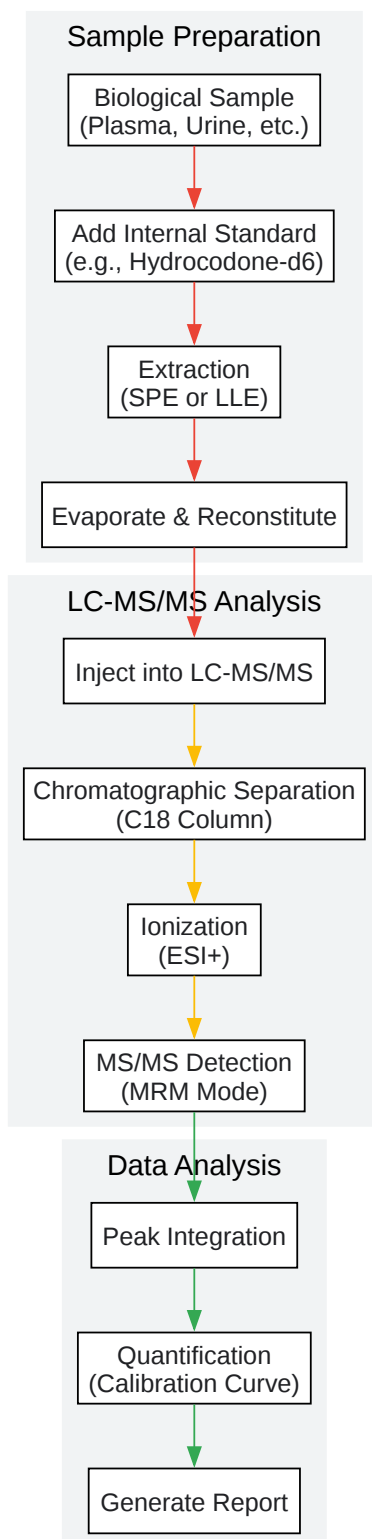 Sample Preparation
Biological Sample
(Plasma, Urine, etc.)
Add Internal Standard
(e.g., Hydrocodone-d6)
Extraction
(SPE or LLE)
Evaporate & Reconstitute
LC-MS/MS Analysis
Inject into LC-MS/MS
Chromatographic Separation
(C18 Column)
Ionization
(ESI+)
MS/MS Detection
(MRM Mode)
Data Analysis
Peak Integration
Quantification
(Calibration Curve)
Generate Report